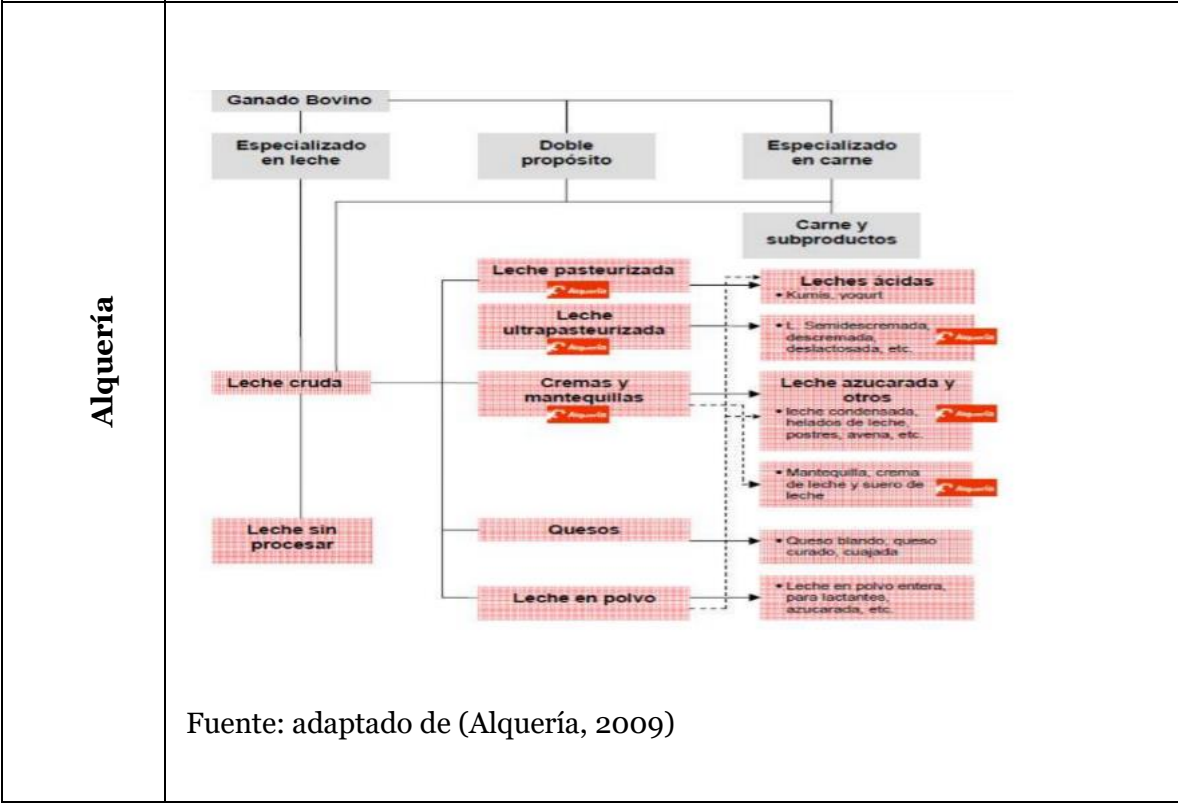 Alquería
Ganado Bovino
Especializado
en leche
Doble
propósito
Especializado
en carne
Carne y
subproductos
Leche pasteurizada
Alquería
Leche
ultrapasteurizada
Alquería
Leche cruda
Cremas y
mantequillas
Alquería
Leche sin
procesar
Quesos
Leche en polvo
Leches ácidas
• Kumis, yogurt
• L. Semidescremada,
descremada,
deslactosada, etc.
Alquería
Leche azucarada y
otros
• leche condensada,
helados de leche,
postres, avena, etc.
Alquería
• Mantequilla, crema
de leche y suero de
leche
Alquería
• Queso blando, queso
curado, cuajada
• Leche en polvo entera,
para lactantes,
azucarada, etc.
Fuente: adaptado de (Alquería, 2009)